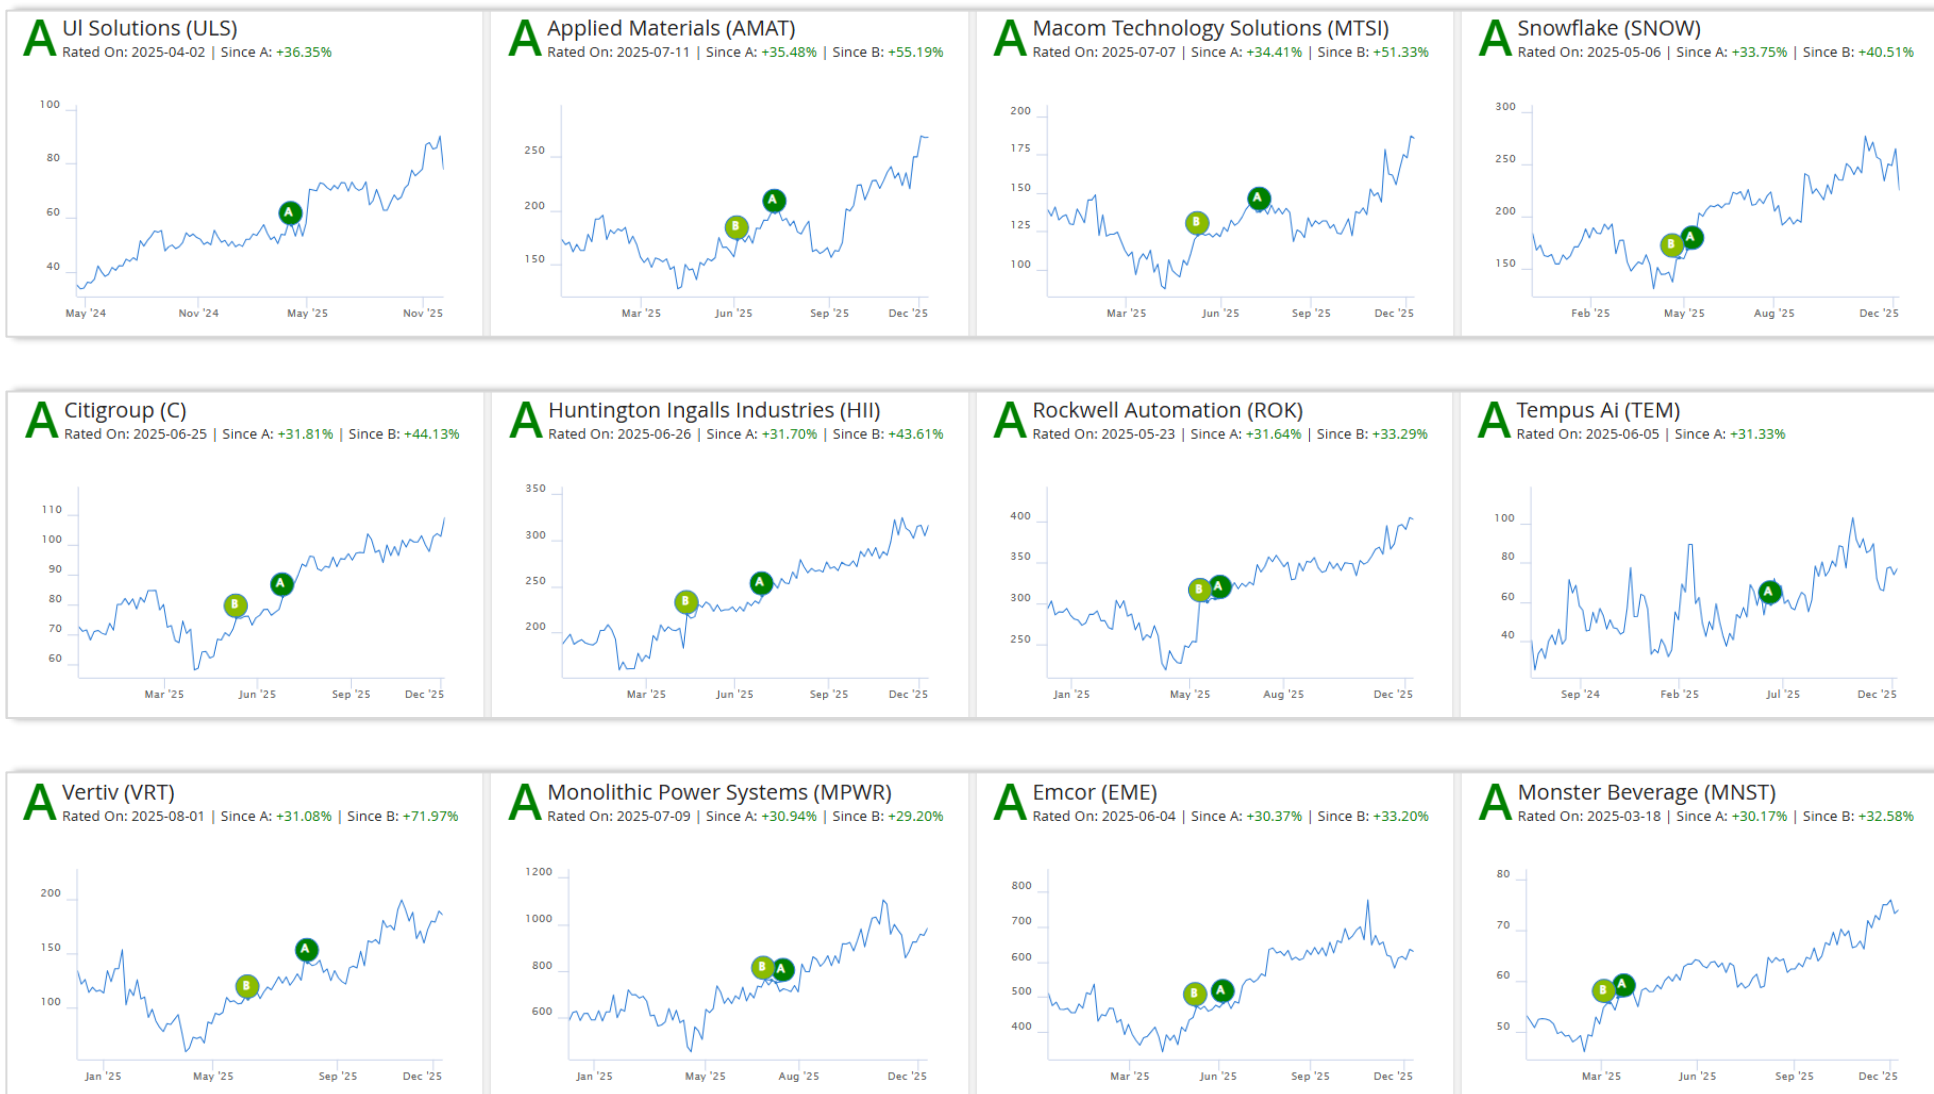 A Ul Solutions (ULS)
Rated On: 2025-04-02 | Since A: +36.35%
100
80
60
40
A
May '24 Nov '24 May '25 Nov '25
A Applied Materials (AMAT)
Rated On: 2025-07-11 | Since A: +35.48% | Since B: +55.19%
250
200
150
B A
Mar '25 Jun '25 Sep '25 Dec '25
A Macom Technology Solutions (MTSI)
Rated On: 2025-07-07 | Since A: +34.41% | Since B: +51.33%
200
175
150
125
100
B A
Mar '25 Jun '25 Sep '25 Dec '25
A Snowflake (SNOW)
Rated On: 2025-05-06 | Since A: +33.75% | Since B: +40.51%
300
250
200
150
B A
Feb '25 May '25 Aug '25 Dec '25
A Citigroup (C)
Rated On: 2025-06-25 | Since A: +31.81% | Since B: +44.13%
110
100
90
80
70
60
B A
Mar '25 Jun '25 Sep '25 Dec '25
A Huntington Ingalls Industries (HII)
Rated On: 2025-06-26 | Since A: +31.70% | Since B: +43.61%
350
300
250
200
B A
Mar '25 Jun '25 Sep '25 Dec '25
A Rockwell Automation (ROK)
Rated On: 2025-05-23 | Since A: +31.64% | Since B: +33.29%
400
350
300
250
B A
Jan '25 May '25 Aug '25 Dec '25
A Tempus Ai (TEM)
Rated On: 2025-06-05 | Since A: +31.33%
100
80
60
40
A
Sep '24 Feb '25 Jul '25 Dec '25
A Vertiv (VRT)
Rated On: 2025-08-01 | Since A: +31.08% | Since B: +71.97%
200
150
100
B A
Jan '25 May '25 Sep '25 Dec '25
A Monolithic Power Systems (MPWR)
Rated On: 2025-07-09 | Since A: +30.94% | Since B: +29.20%
1200
1000
800
600
B A
Jan '25 May '25 Aug '25 Dec '25
A Emcor (EME)
Rated On: 2025-06-04 | Since A: +30.37% | Since B: +33.20%
800
700
600
500
400
B A
Mar '25 Jun '25 Sep '25 Dec '25
A Monster Beverage (MNST)
Rated On: 2025-03-18 | Since A: +30.17% | Since B: +32.58%
80
70
60
50
B A
Mar '25 Jun '25 Sep '25 Dec '25